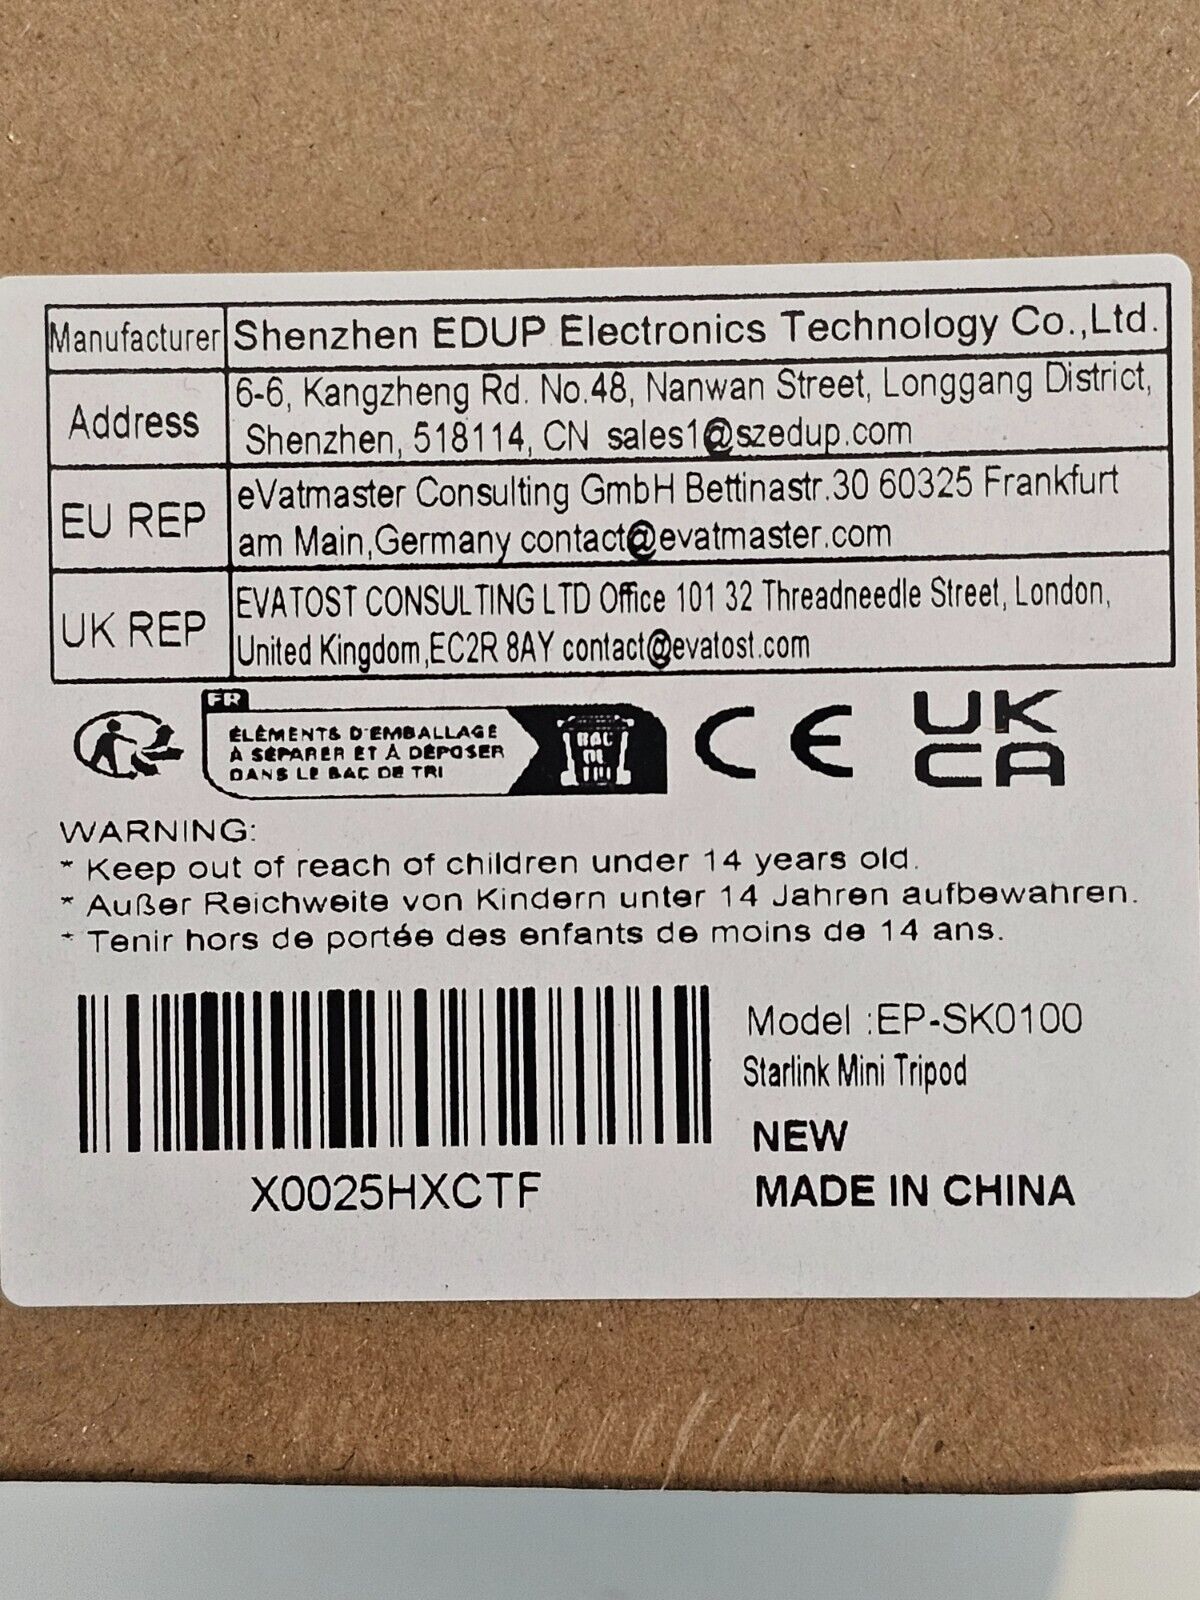 Manufacturer Shenzhen EDUP Electronics Technology Co.,Ltd.
Address 6-6, Kangzheng Rd. No.48, Nanwan Street, Longgang District,
Shenzhen, 518114, CN sales1@szedup.com
EU REP eVatmaster Consulting GmbH Bettinastr.30 60325 Frankfurt
am Main,Germany contact@evatmaster.com
UK REP EVATOST CONSULTING LTD Office 101 32 Threadneedle Street, London,
United Kingdom,EC2R 8AY contact@evatost.com
FR
ÉLÉMENTS D'EMBALLAGE
À SÉPARER ET À DÉPOSER
DANS LE BAC DE TRI
BAC
DE
TRI
CE
UK
CA
WARNING:
* Keep out of reach of children under 14 years old.
* Außer Reichweite von Kindern unter 14 Jahren aufbewahren.
* Tenir hors de portée des enfants de moins de 14 ans.
X0025HXCTF
Model :EP-SK0100
Starlink Mini Tripod
NEW
MADE IN CHINA